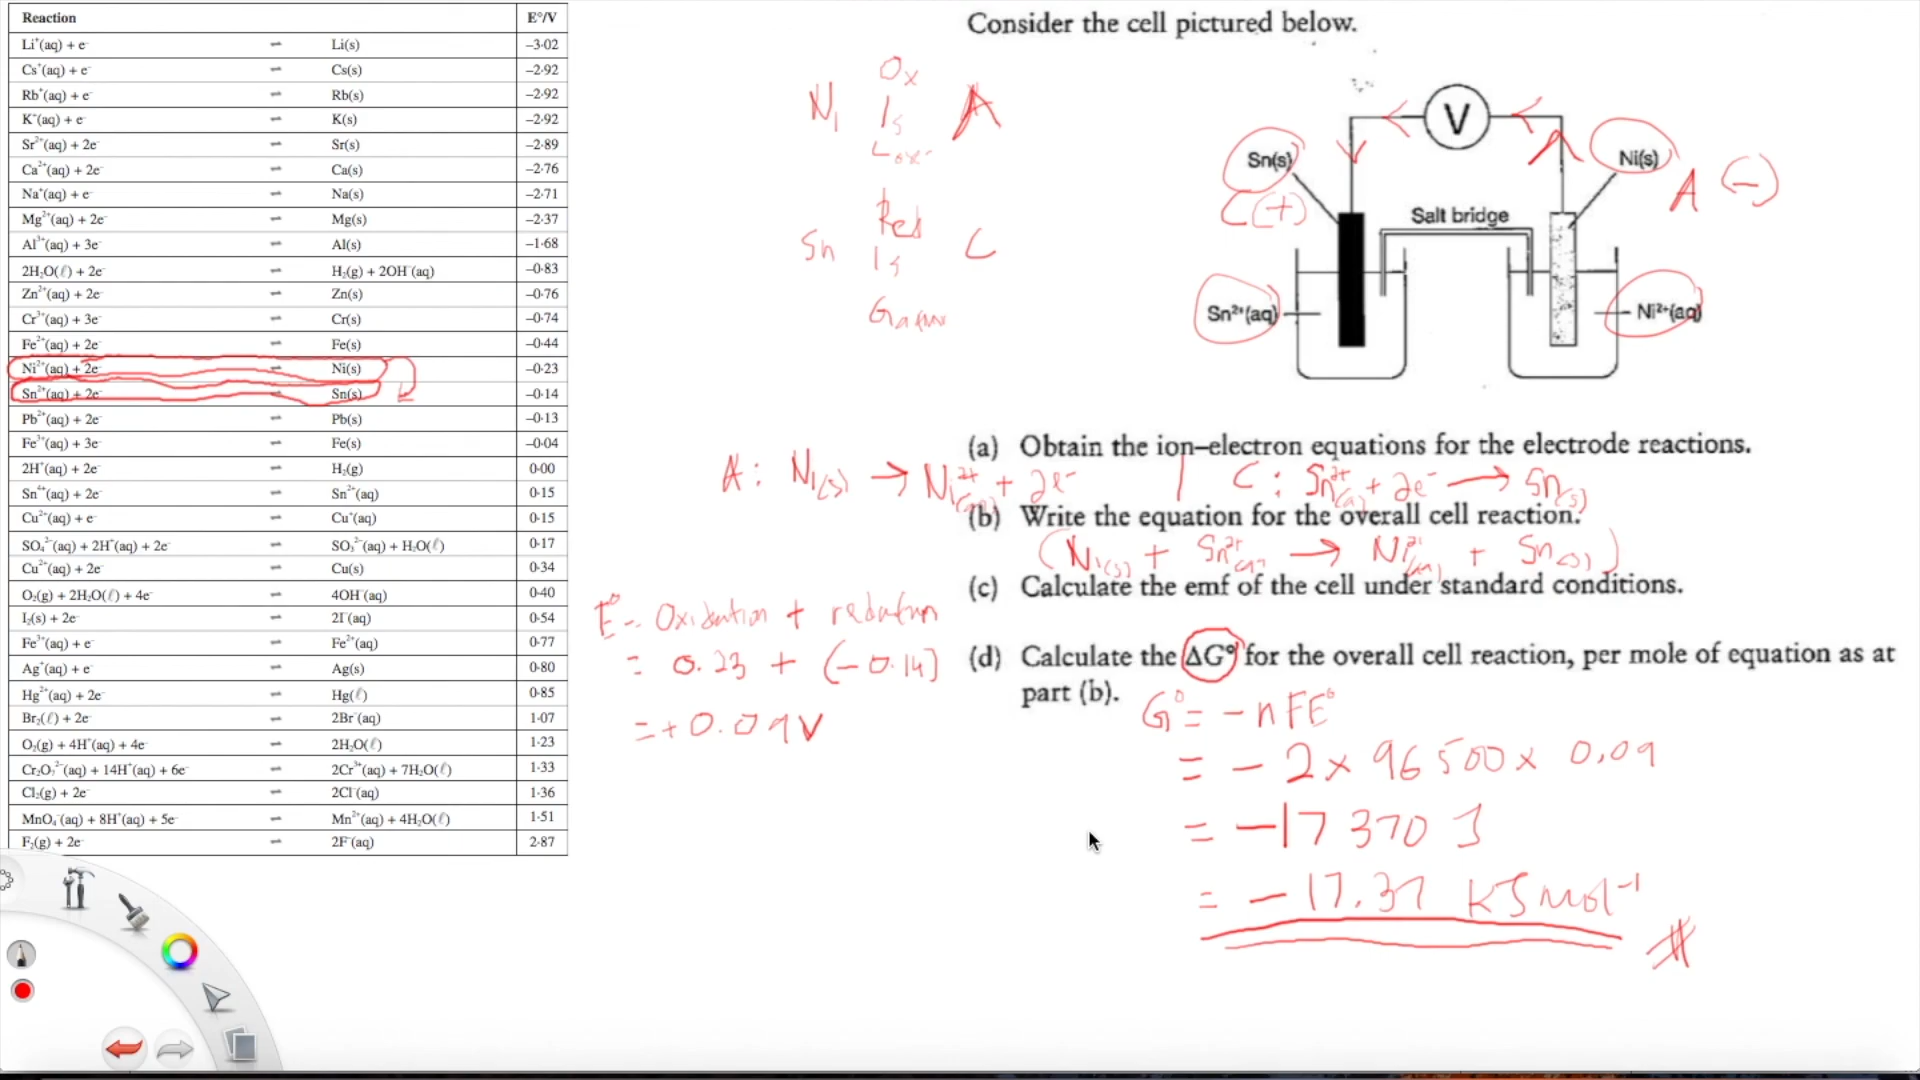 Reaction E°/V
Li⁺(aq) + e⁻ ⇌ Li(s) –3·02
Cs⁺(aq) + e⁻ ⇌ Cs(s) –2·92
Rb⁺(aq) + e⁻ ⇌ Rb(s) –2·92
K⁺(aq) + e⁻ ⇌ K(s) –2·92
Sr²⁺(aq) + 2e⁻ ⇌ Sr(s) –2·89
Ca²⁺(aq) + 2e⁻ ⇌ Ca(s) –2·76
Na⁺(aq) + e⁻ ⇌ Na(s) –2·71
Mg²⁺(aq) + 2e⁻ ⇌ Mg(s) –2·37
Al³⁺(aq) + 3e⁻ ⇌ Al(s) –1·68
2H₂O(ℓ) + 2e⁻ ⇌ H₂(g) + 2OH⁻(aq) –0·83
Zn²⁺(aq) + 2e⁻ ⇌ Zn(s) –0·76
Cr³⁺(aq) + 3e⁻ ⇌ Cr(s) –0·74
Fe²⁺(aq) + 2e⁻ ⇌ Fe(s) –0·44
Ni²⁺(aq) + 2e⁻ ⇌ Ni(s) –0·23
Sn²⁺(aq) + 2e⁻ ⇌ Sn(s) –0·14
Pb²⁺(aq) + 2e⁻ ⇌ Pb(s) –0·13
Fe³⁺(aq) + 3e⁻ ⇌ Fe(s) –0·04
2H⁺(aq) + 2e⁻ ⇌ H₂(g) 0·00
Sn⁴⁺(aq) + 2e⁻ ⇌ Sn²⁺(aq) 0·15
Cu²⁺(aq) + e⁻ ⇌ Cu⁺(aq) 0·15
SO₄²⁻(aq) + 2H⁺(aq) + 2e⁻ ⇌ SO₃²⁻(aq) + H₂O(ℓ) 0·17
Cu²⁺(aq) + 2e⁻ ⇌ Cu(s) 0·34
O₂(g) + 2H₂O(ℓ) + 4e⁻ ⇌ 4OH⁻(aq) 0·40
I₂(s) + 2e⁻ ⇌ 2I⁻(aq) 0·54
Fe³⁺(aq) + e⁻ ⇌ Fe²⁺(aq) 0·77
Ag⁺(aq) + e⁻ ⇌ Ag(s) 0·80
Hg²⁺(aq) + 2e⁻ ⇌ Hg(ℓ) 0·85
Br₂(ℓ) + 2e⁻ ⇌ 2Br⁻(aq) 1·07
O₂(g) + 4H⁺(aq) + 4e⁻ ⇌ 2H₂O(ℓ) 1·23
Cr₂O₇²⁻(aq) + 14H⁺(aq) + 6e⁻ ⇌ 2Cr³⁺(aq) + 7H₂O(ℓ) 1·33
Cl₂(g) + 2e⁻ ⇌ 2Cl⁻(aq) 1·36
MnO₄⁻(aq) + 8H⁺(aq) + 5e⁻ ⇌ Mn²⁺(aq) + 4H₂O(ℓ) 1·51
F₂(g) + 2e⁻ ⇌ 2F⁻(aq) 2·87
Consider the cell pictured below.
Ox
Ni Is A
Red
Sn Is C
V
Sn(s)
C(+)
Ni(s)
A (–)
Salt bridge
Sn²⁺(aq)
Ni²⁺(aq)
(a) Obtain the ion–electron equations for the electrode reactions.
A: Ni(s) → Ni²⁺(aq) + 2e⁻ | C: Sn²⁺(aq) + 2e⁻ → Sn(s)
(b) Write the equation for the overall cell reaction.
(Ni(s) + Sn²⁺(aq) → Ni²⁺(aq) + Sn(s))
(c) Calculate the emf of the cell under standard conditions.
E° = Oxidation + reduction
= 0.23 + (–0.14)
= +0.09V
(d) Calculate the ΔG° for the overall cell reaction, per mole of equation as at
part (b).
G° = –nFE°
= – 2 × 96500 × 0.09
= –17370 J
= –17.37 KJ mol⁻¹